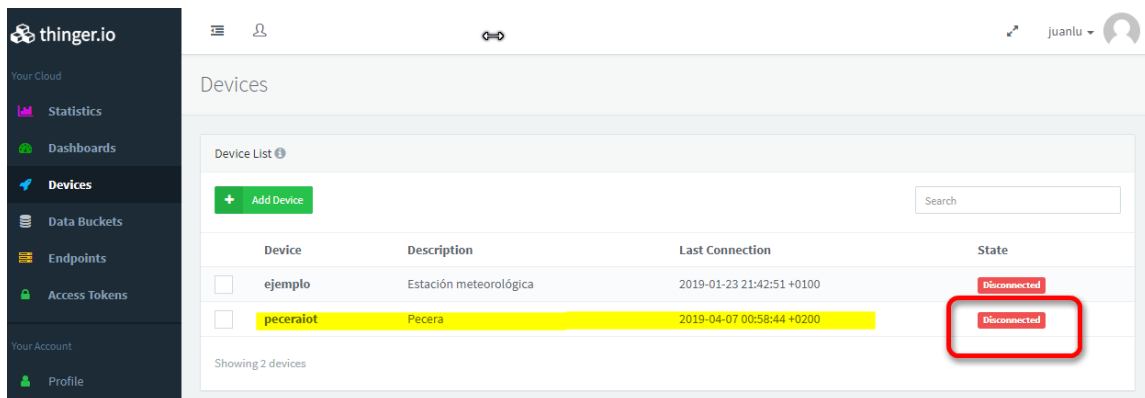 thinger.io
juanlu
Your Cloud
Statistics
Dashboards
Devices
Data Buckets
Endpoints
Access Tokens
Your Account
Profile
Devices
Device List
+ Add Device
Search
Device Description Last Connection State
ejemplo Estación meteorológica 2019-01-23 21:42:51 +0100 Disconnected
peceraiot Pecera 2019-04-07 00:58:44 +0200 Disconnected
Showing 2 devices